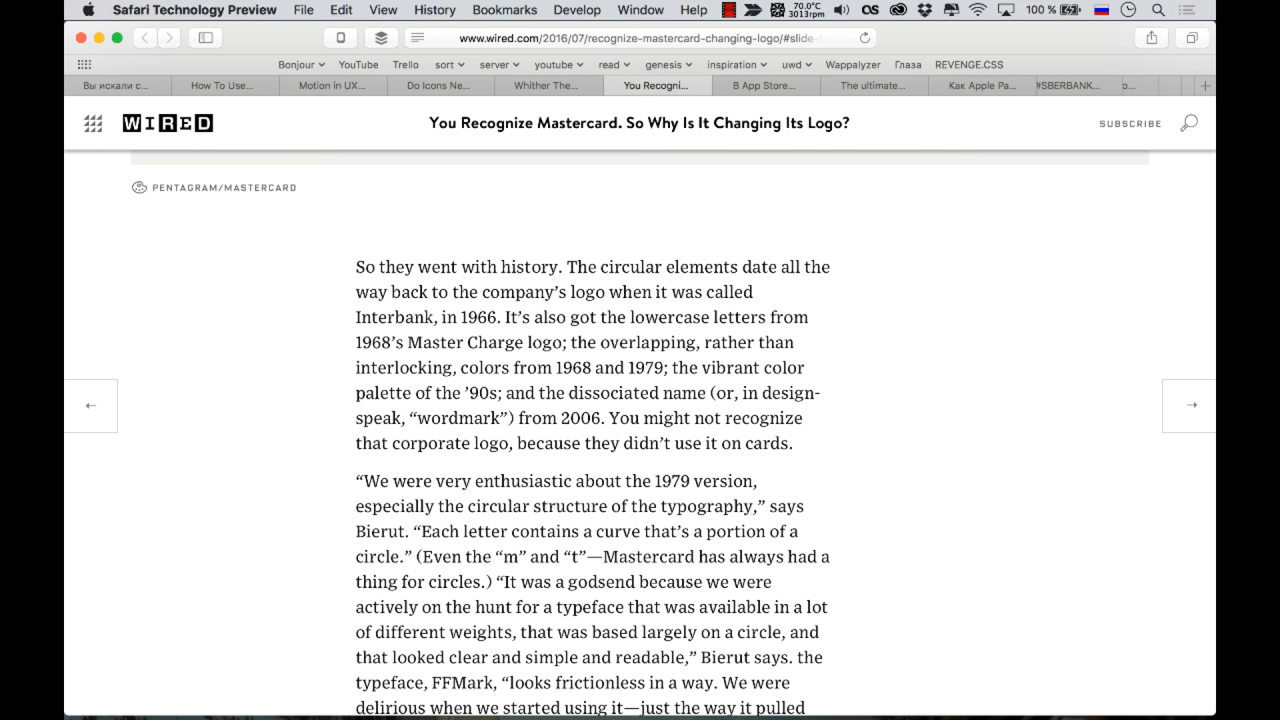 Safari Technology Preview File Edit View History Bookmarks Develop Window Help 70.0°C 3013rpm 100 %
www.wired.com/2016/07/recognize-mastercard-changing-logo/#slide-
Bonjour YouTube Trello sort server youtube read genesis inspiration uwd Wappalyzer Глаза REVENGE.CSS
Вы искали с... How To Use... Motion in UX... Do Icons Ne... Whither The... You Recogni... В App Store... The ultimate... Как Apple Pa... #SBERBANK... о...
WIRED You Recognize Mastercard. So Why Is It Changing Its Logo? SUBSCRIBE
PENTAGRAM/MASTERCARD
So they went with history. The circular elements date all the
way back to the company’s logo when it was called
Interbank, in 1966. It’s also got the lowercase letters from
1968’s Master Charge logo; the overlapping, rather than
interlocking, colors from 1968 and 1979; the vibrant color
palette of the ’90s; and the dissociated name (or, in design-
speak, “wordmark”) from 2006. You might not recognize
that corporate logo, because they didn’t use it on cards.
“We were very enthusiastic about the 1979 version,
especially the circular structure of the typography,” says
Bierut. “Each letter contains a curve that’s a portion of a
circle.” (Even the “m” and “t”—Mastercard has always had a
thing for circles.) “It was a godsend because we were
actively on the hunt for a typeface that was available in a lot
of different weights, that was based largely on a circle, and
that looked clear and simple and readable,” Bierut says. the
typeface, FFMark, “looks frictionless in a way. We were
delirious when we started using it—just the way it pulled